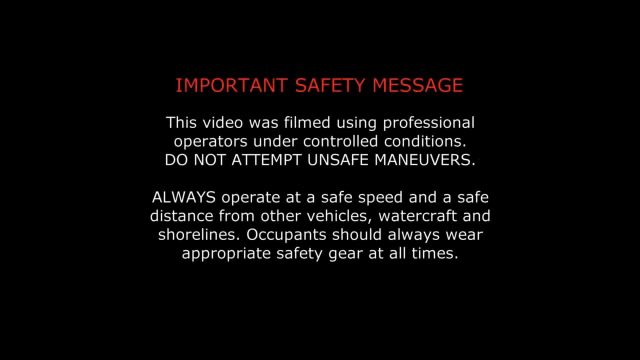 IMPORTANT SAFETY MESSAGE
This video was filmed using professional
operators under controlled conditions.
DO NOT ATTEMPT UNSAFE MANEUVERS.
ALWAYS operate at a safe speed and a safe
distance from other vehicles, watercraft and
shorelines. Occupants should always wear
appropriate safety gear at all times.